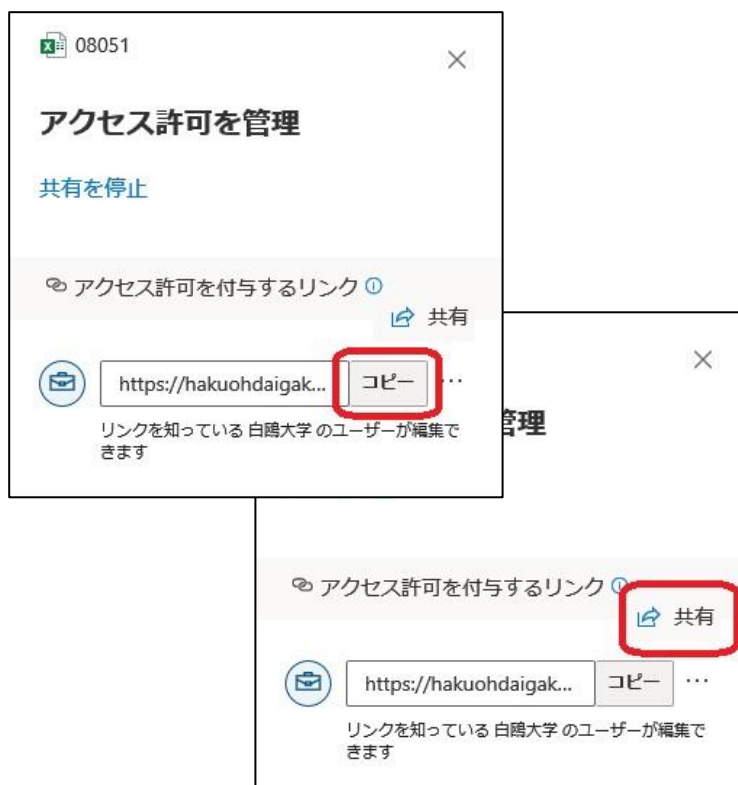 08051
アクセス許可を管理
共有を停止
アクセス許可を付与するリンク
共有
https://hakuohdaigak... コピー ...
リンクを知っている 白鴎大学 のユーザーが編集で
きます
管理
アクセス許可を付与するリンク
共有
https://hakuohdaigak... コピー ...
リンクを知っている 白鴎大学 のユーザーが編集で
きます